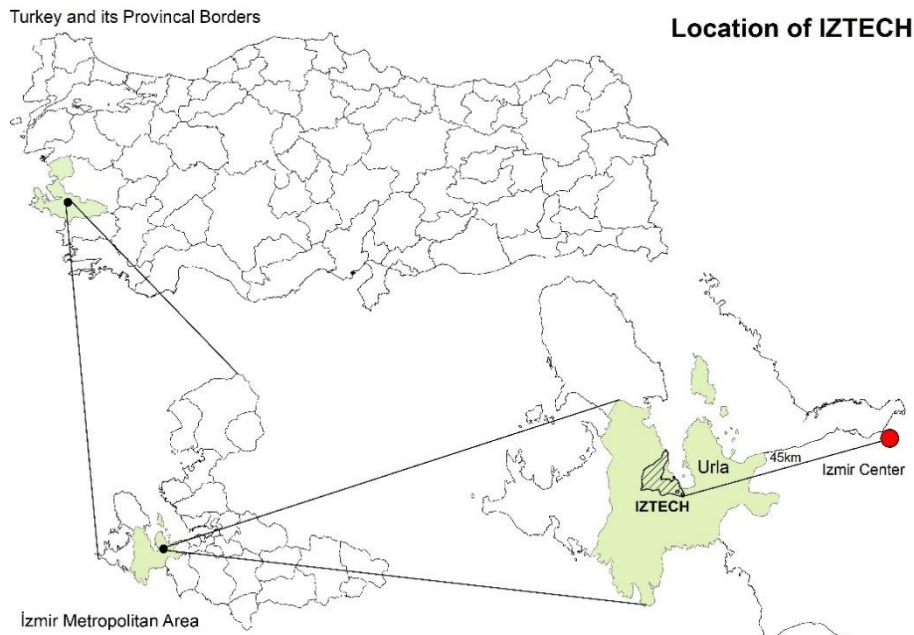 Turkey and its Provincal Borders
Location of IZTECH
Urla
45km
Izmir Center
IZTECH
İzmir Metropolitan Area